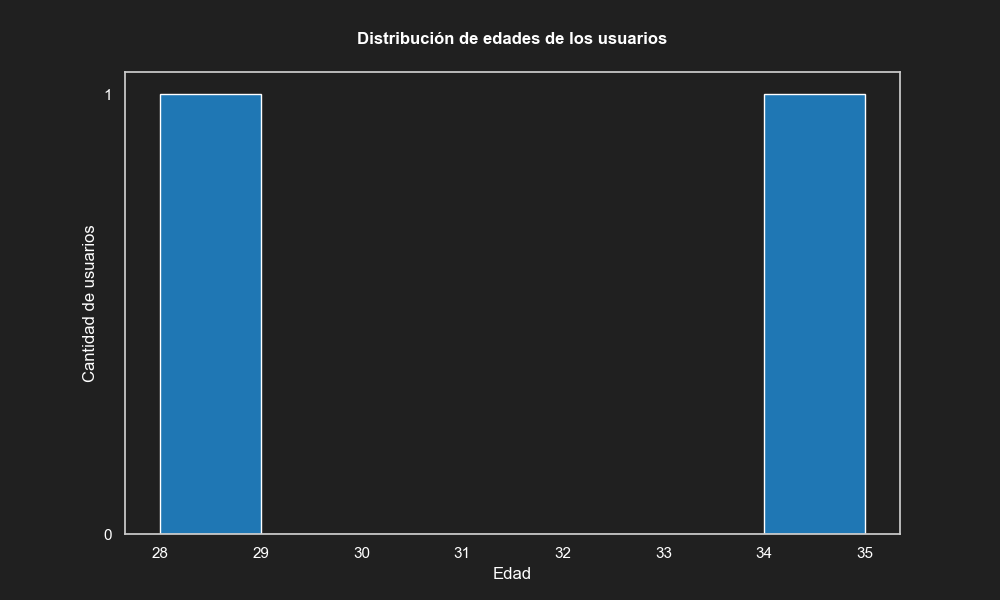 Distribución de edades de los usuarios
Cantidad de usuarios
1
0
28 29 30 31 32 33 34 35
Edad